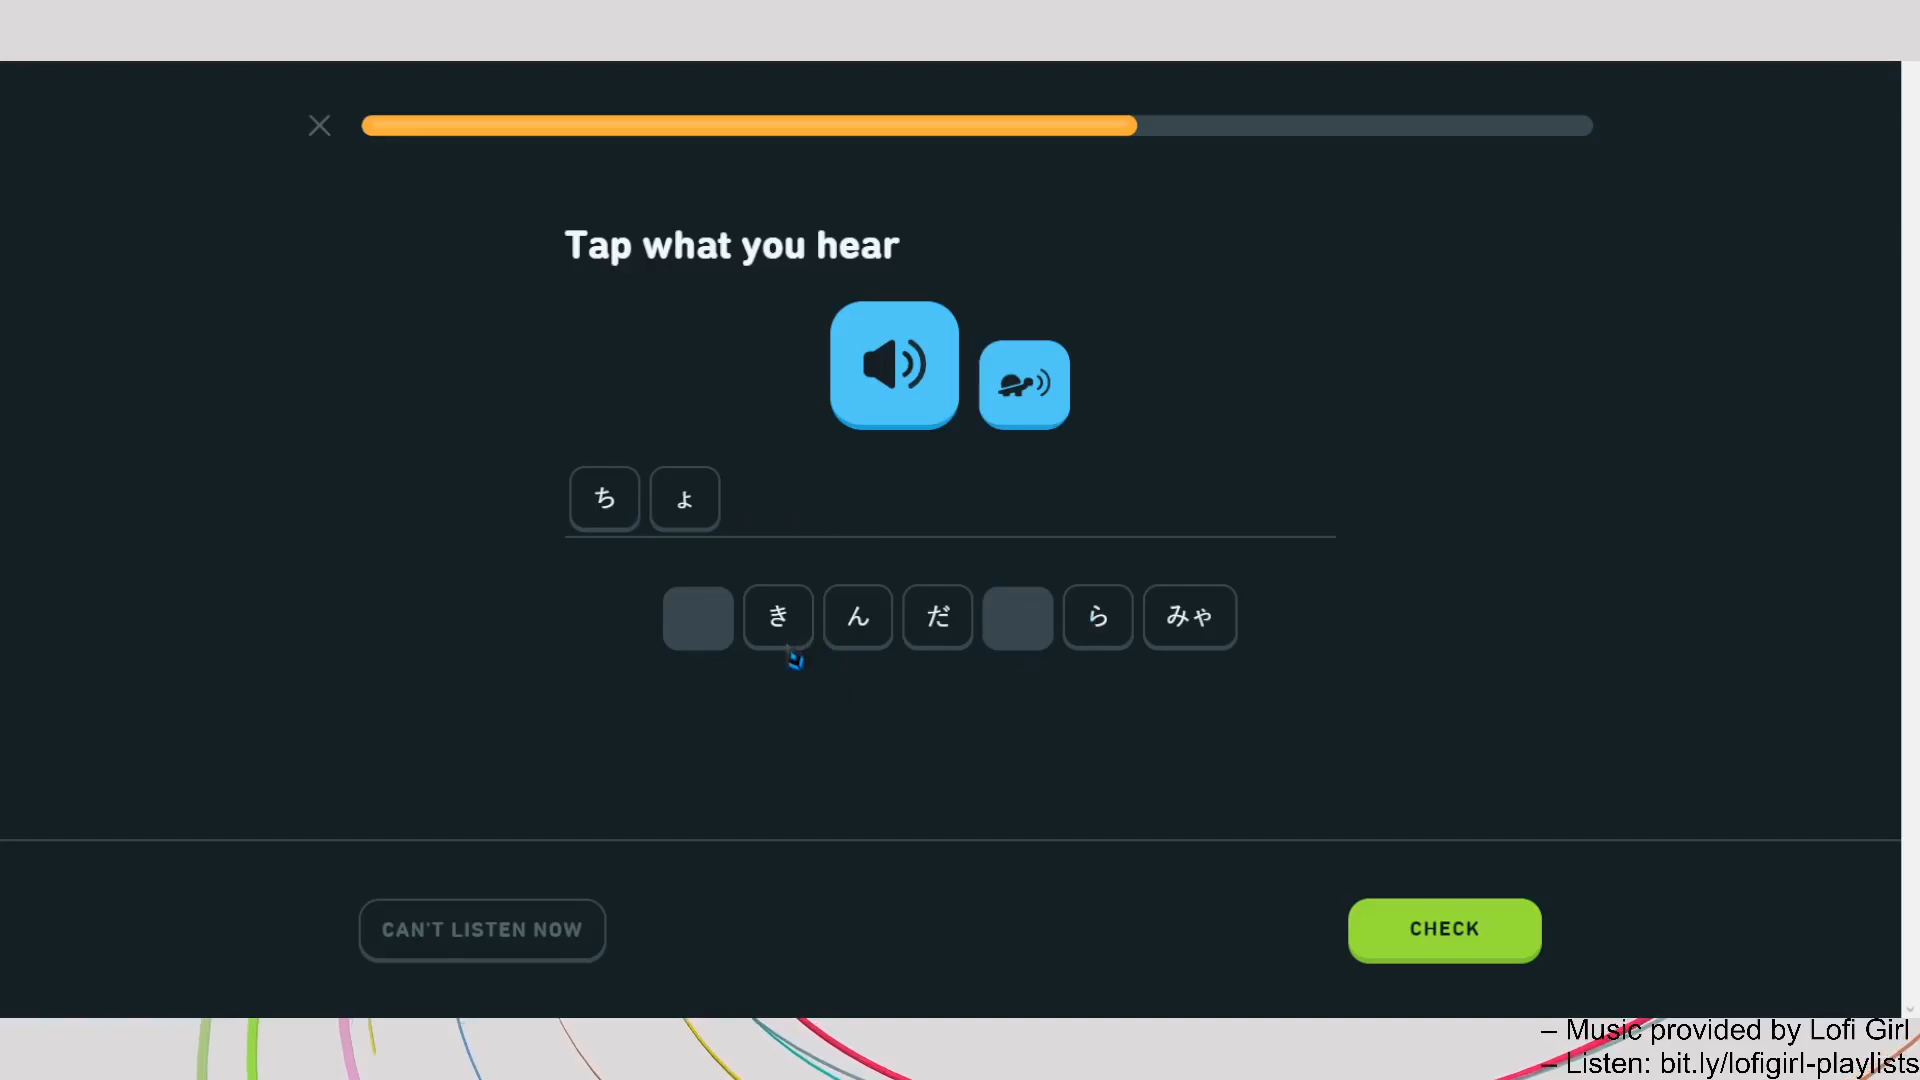 Tap what you hear
ち ょ
き ん だ ら みゃ
CAN'T LISTEN NOW
CHECK
– Music provided by Lofi Girl
– Listen: bit.ly/lofigirl-playlists